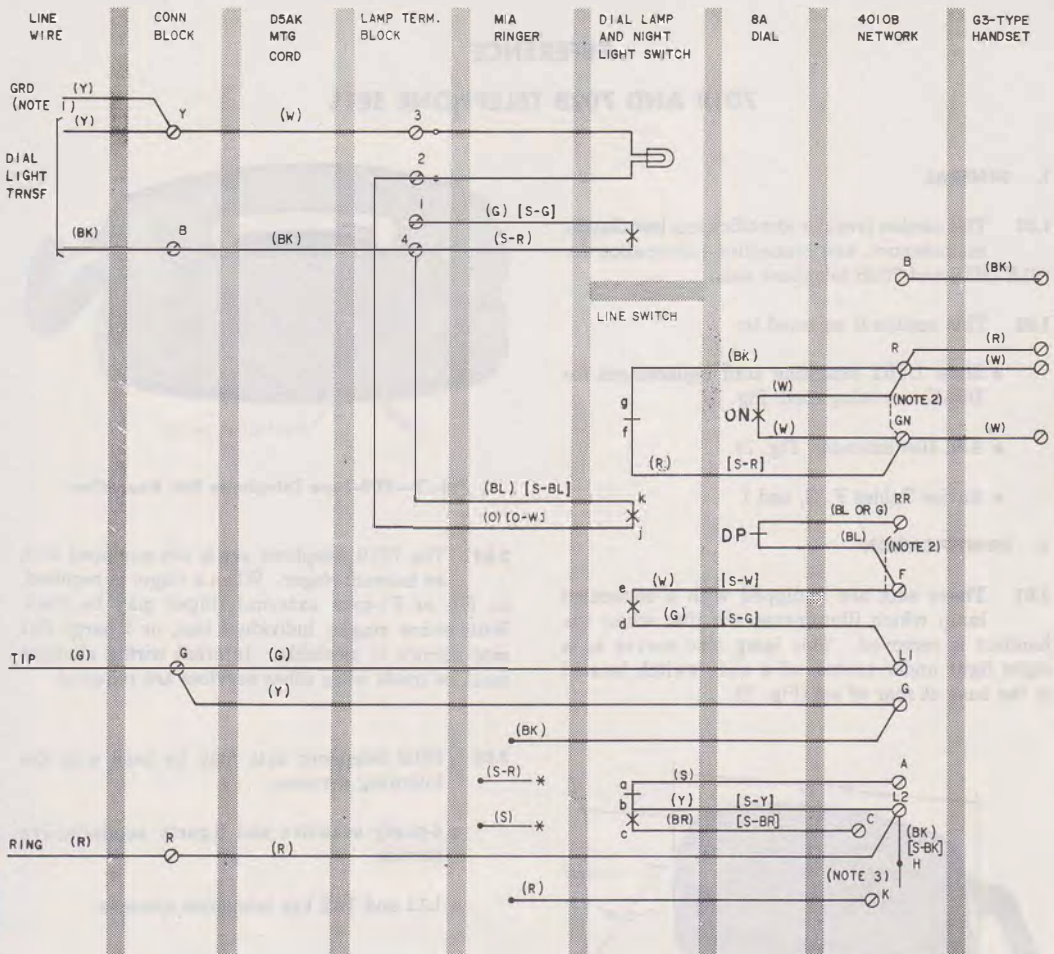 LINE WIRE
CONN BLOCK
D5AK MTG CORD
LAMP TERM. BLOCK
M1A RINGER
DIAL LAMP AND NIGHT LIGHT SWITCH
8A DIAL
4010B NETWORK
G3-TYPE HANDSET
GRD (Y)
(NOTE 1)
(Y) Y (W) 3
2
DIAL LIGHT TRNSF
1 (G) [S-G]
(BK) B (BK) 4 (S-R)
B (BK)
LINE SWITCH
(R)
(BK) R (W)
g (W) (NOTE 2)
f ON (W) GN (W)
(R) [S-R]
(BL) [S-BL] k RR
(BL OR G)
(O) [O-W] j
DP (BL) (NOTE 2)
e (W) [S-W] F
d (G) [S-G]
TIP (G) G (G) L1
(Y) G
(BK)
(S-R) * a (S) A
b (Y) [S-Y] L2
(S) * c (BR) [S-BR] C (BK)
[S-BK]
RING (R) R (R) H
(NOTE 3)
(R) K